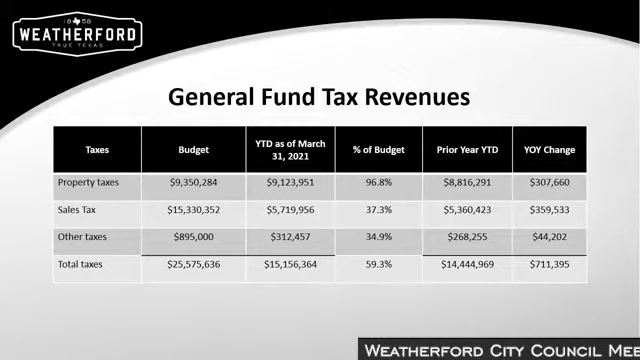 1858
WEATHERFORD
TRUE TEXAS
General Fund Tax Revenues
Taxes Budget YTD as of March 31, 2021 % of Budget Prior Year YTD YOY Change
Property taxes $9,350,284 $9,123,951 96.8% $8,816,291 $307,660
Sales Tax $15,330,352 $5,719,956 37.3% $5,360,423 $359,533
Other taxes $895,000 $312,457 34.9% $268,255 $44,202
Total taxes $25,575,636 $15,156,364 59.3% $14,444,969 $711,395
WEATHERFORD CITY COUNCIL MEE